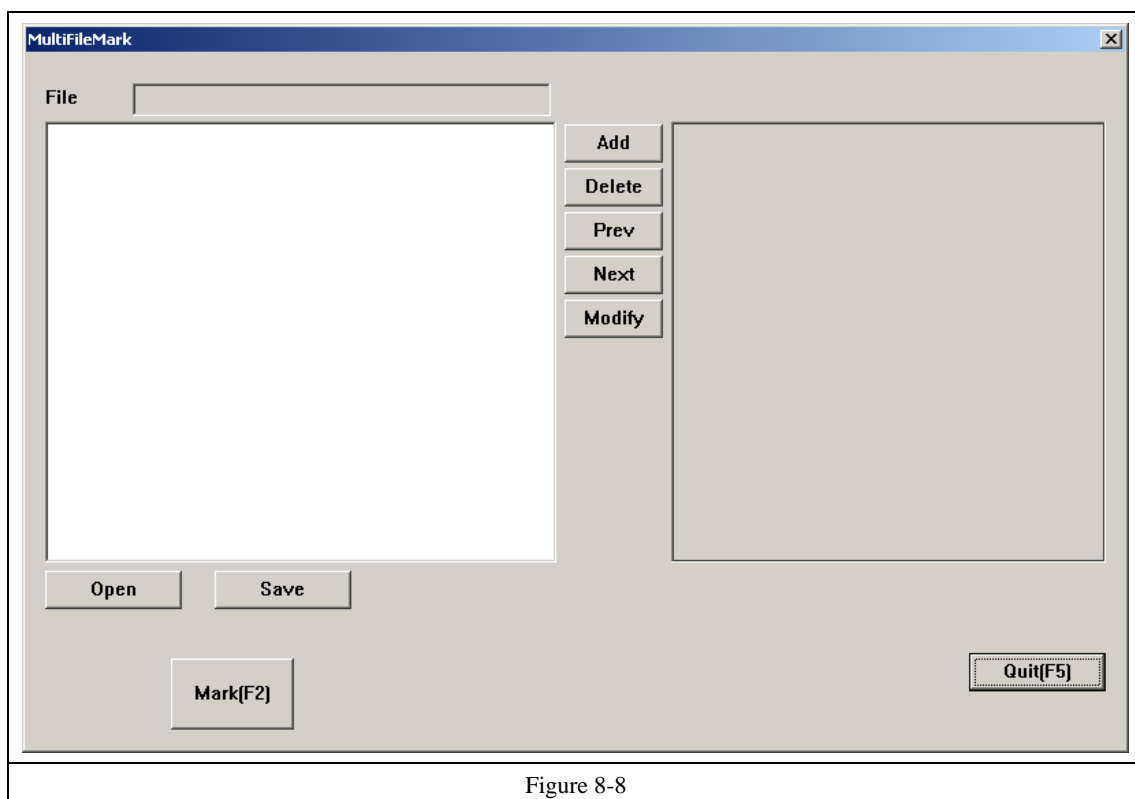 MultiFileMark
File
Add
Delete
Prev
Next
Modify
Open
Save
Mark(F2)
Quit(F5)
Figure 8-8